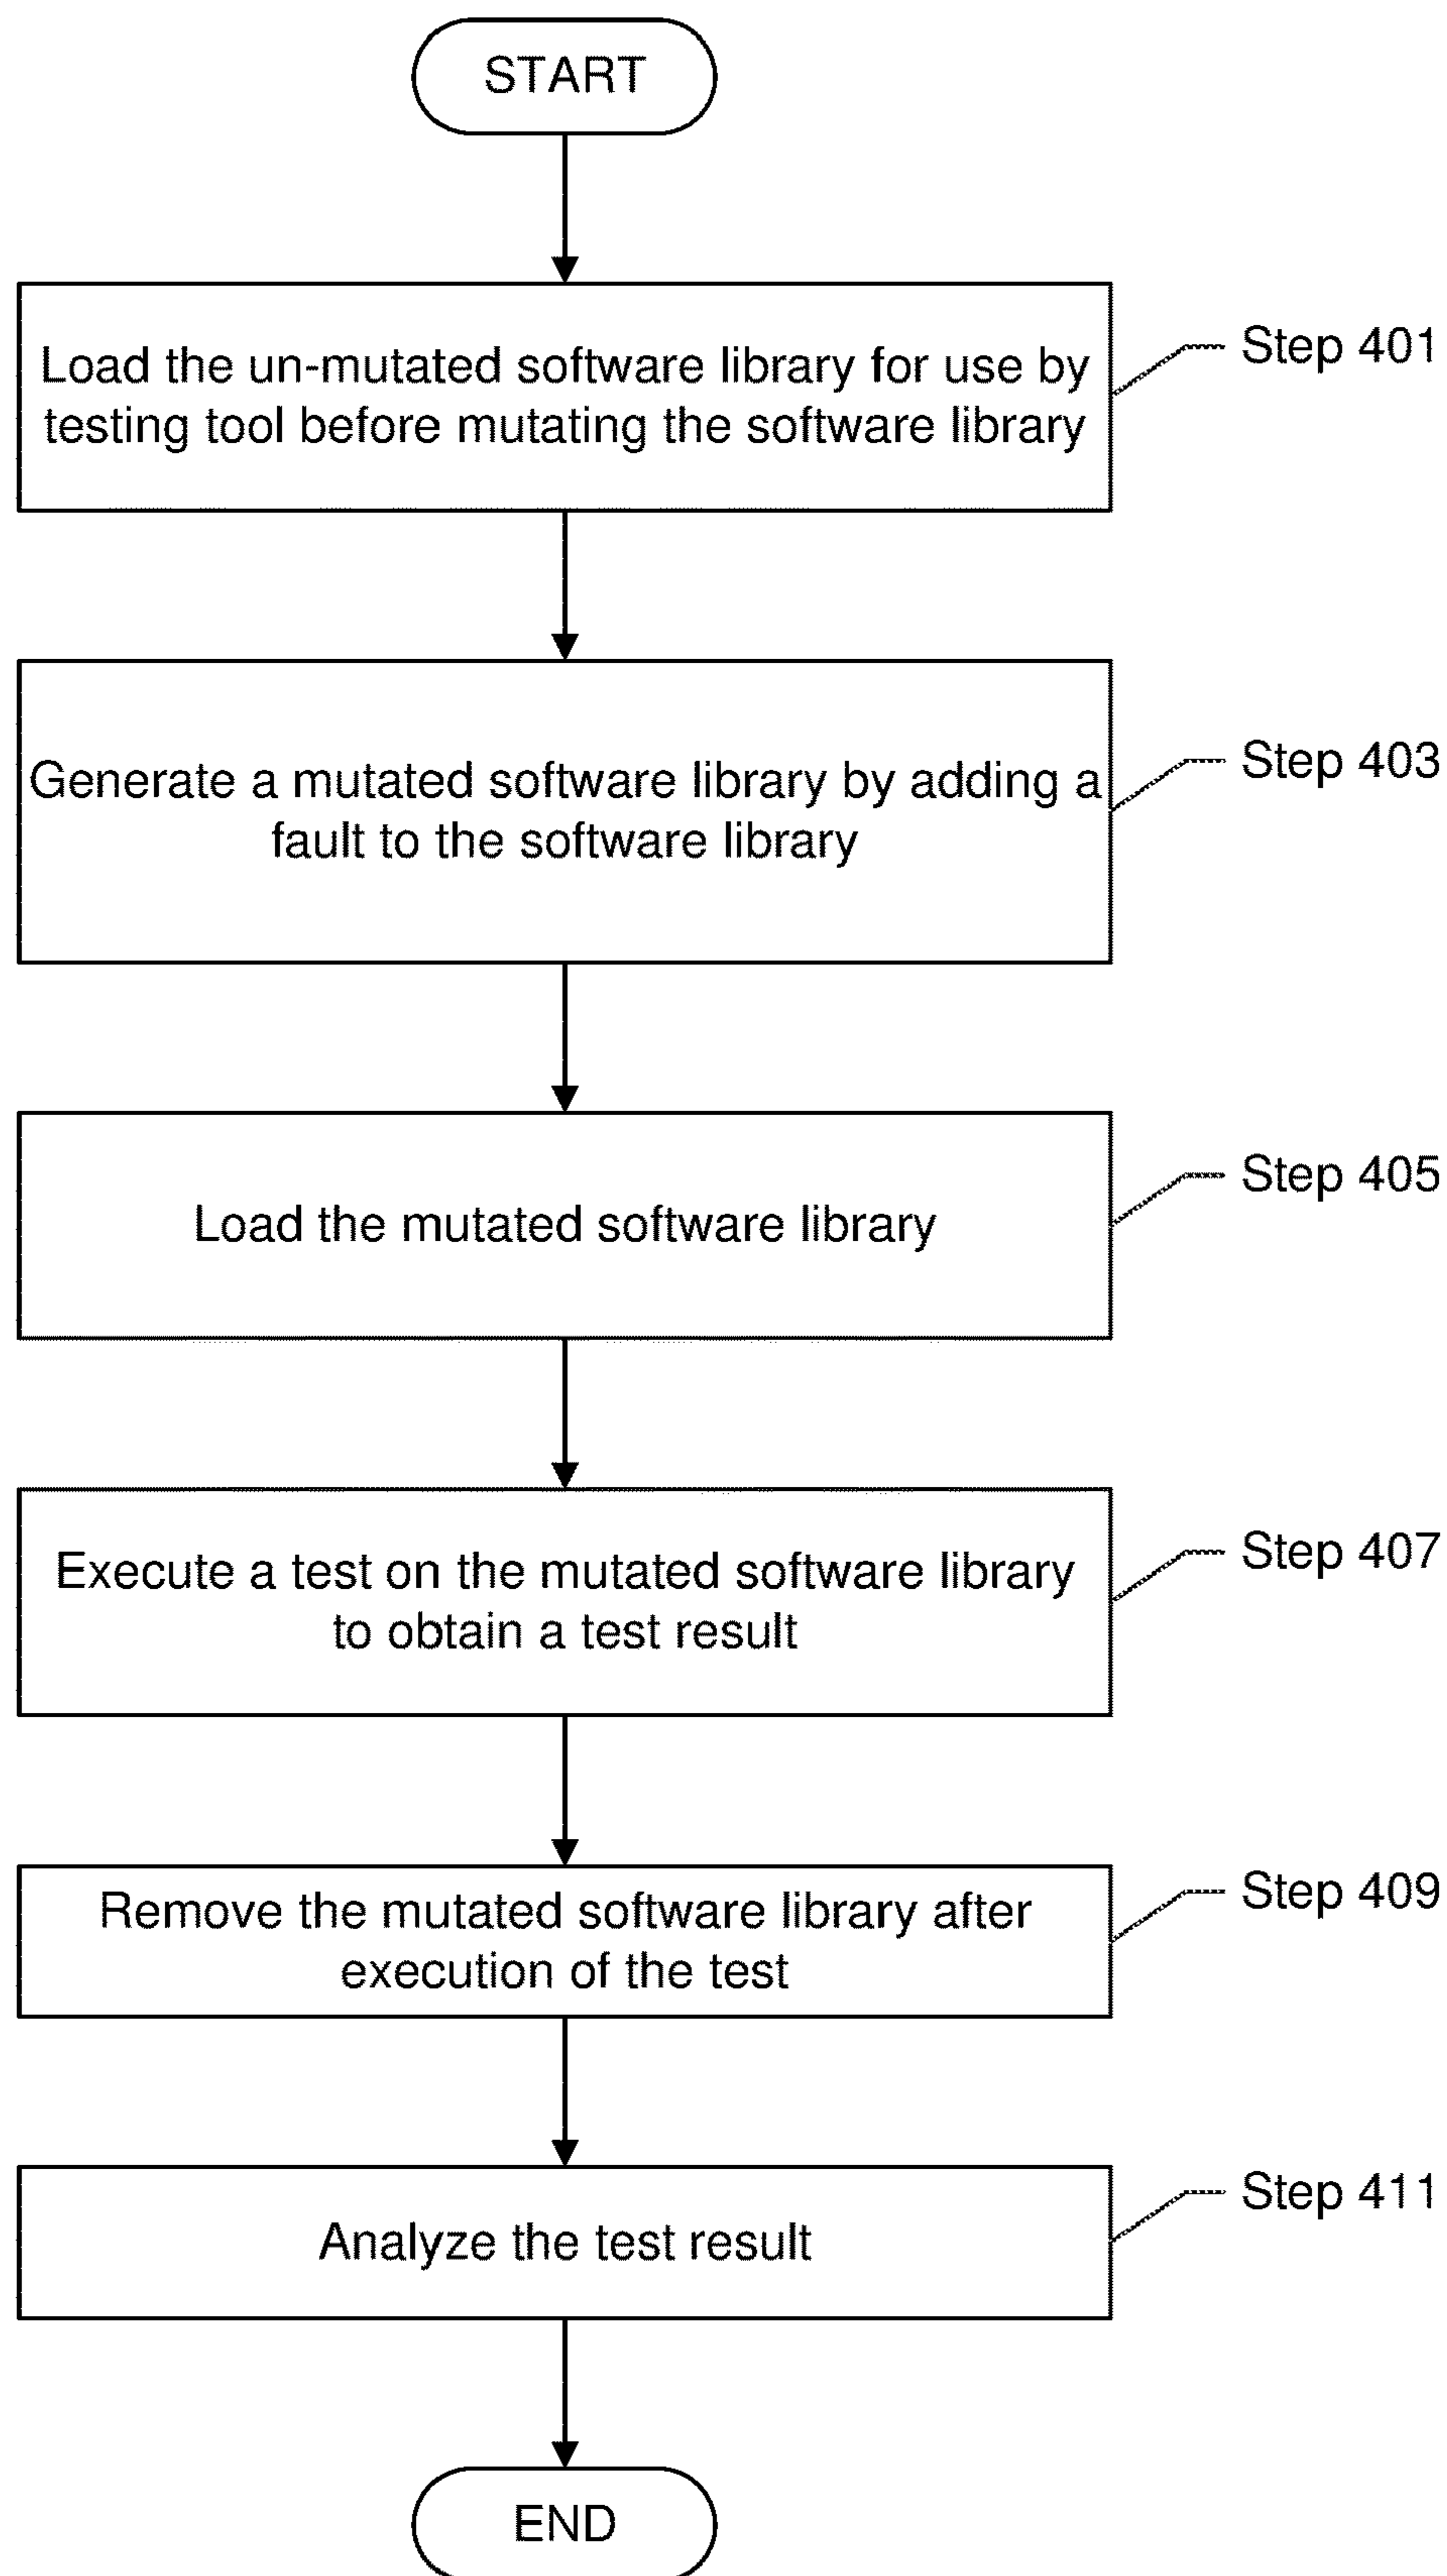 START
Load the un-mutated software library for use by
testing tool before mutating the software library
Step 401
Generate a mutated software library by adding a
fault to the software library
Step 403
Load the mutated software library
Step 405
Execute a test on the mutated software library
to obtain a test result
Step 407
Remove the mutated software library after
execution of the test
Step 409
Analyze the test result
Step 411
END